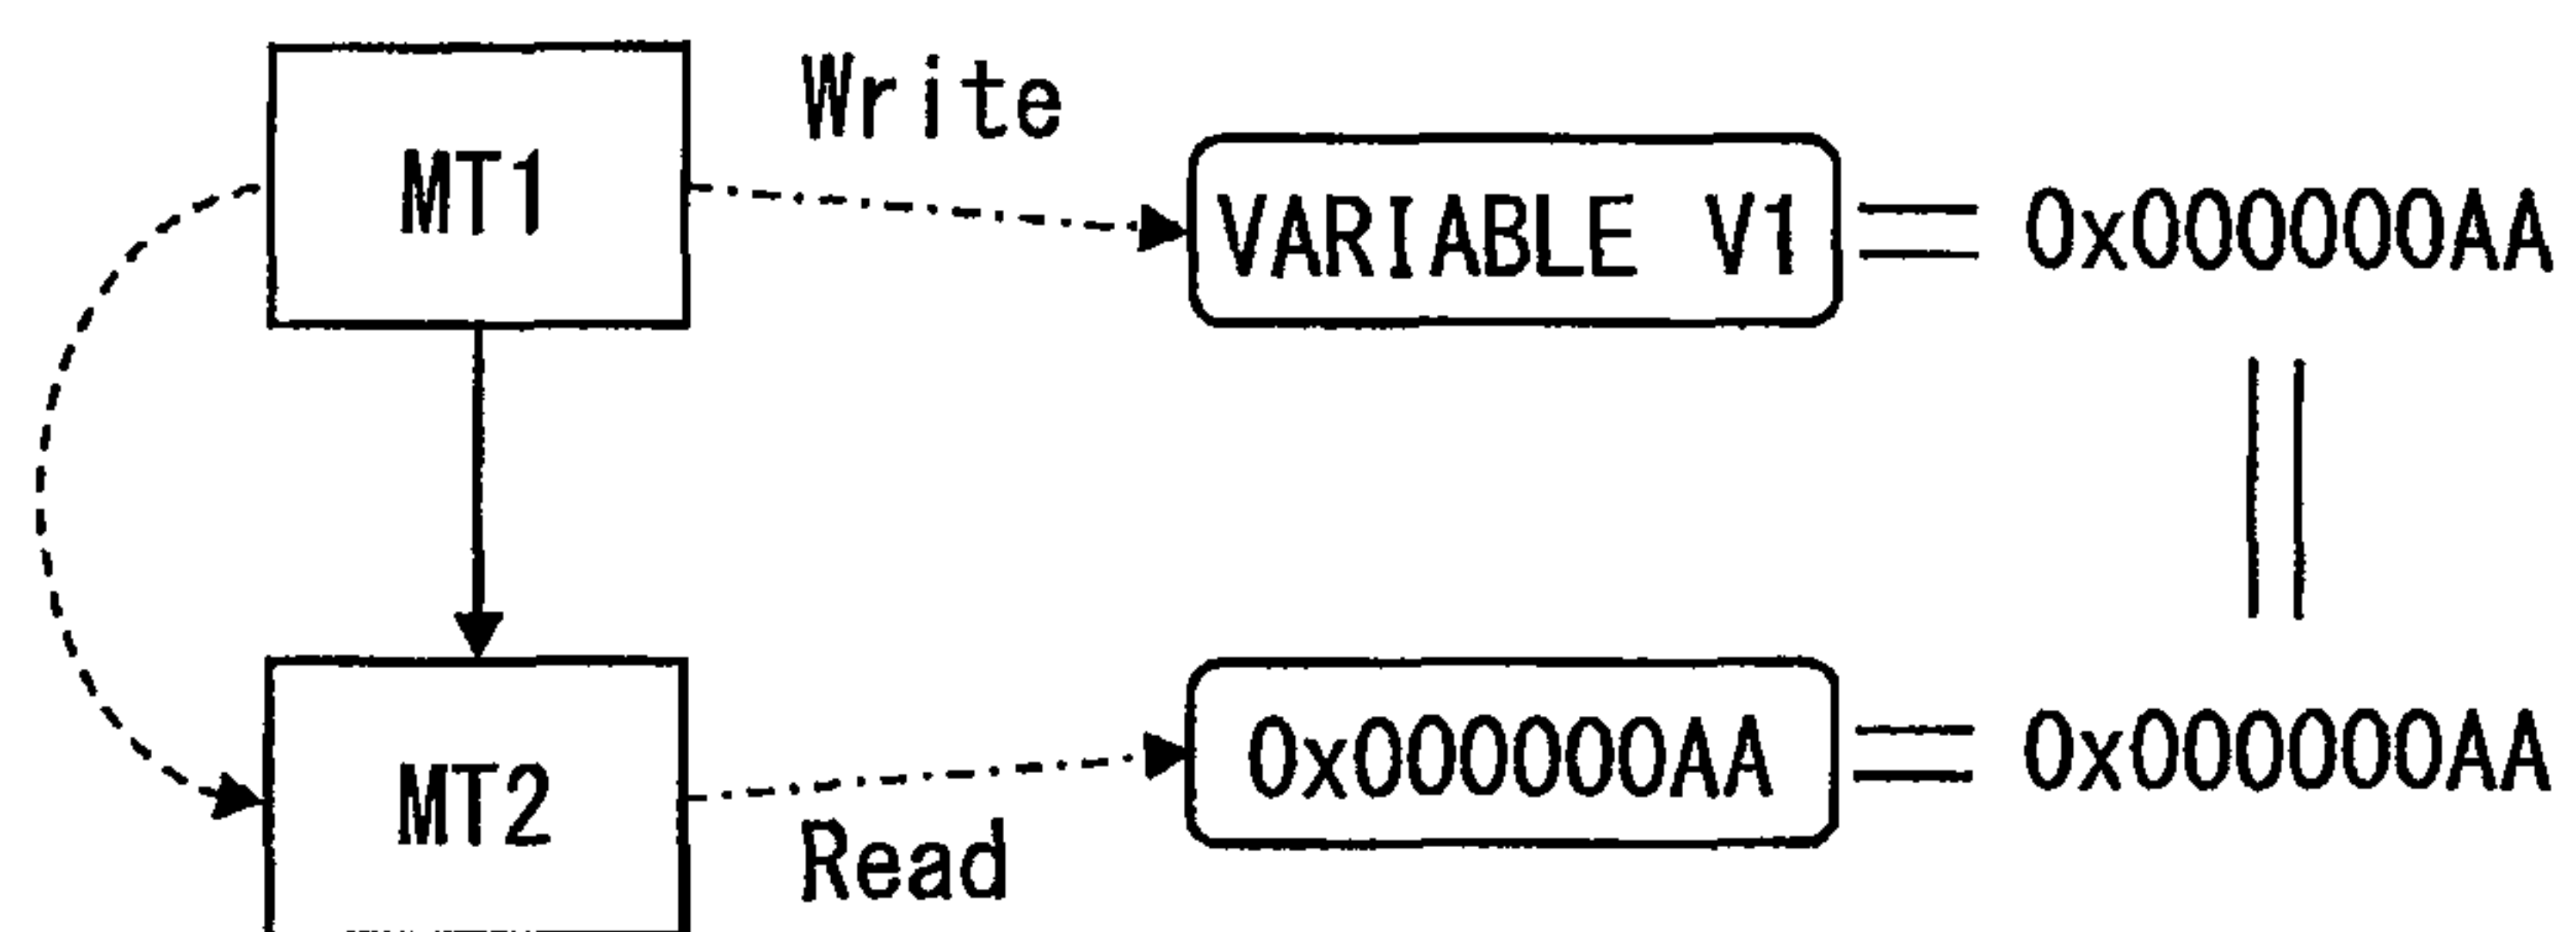 Write
MT1
VARIABLE V1 = 0x000000AA
MT2
0x000000AA = 0x000000AA
Read